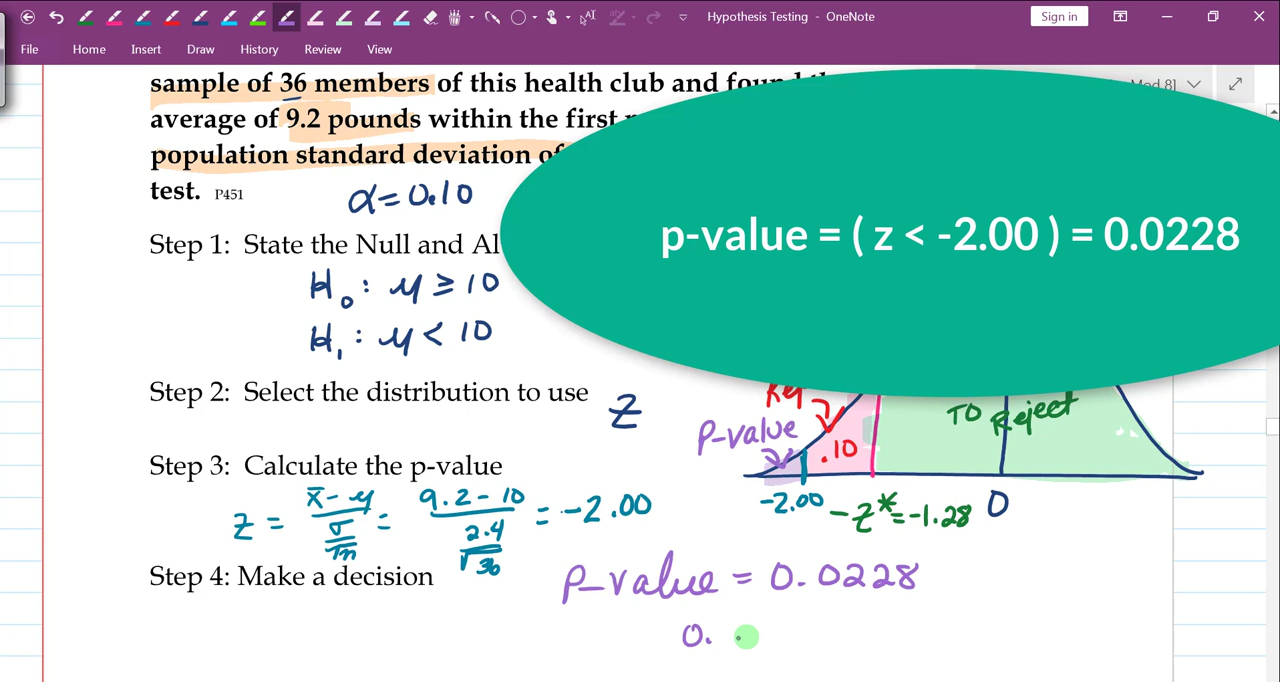 Hypothesis Testing - OneNote
Sign in
File Home Insert Draw History Review View
sample of 36 members of this health club and found
Mod 8]
average of 9.2 pounds within the first
population standard deviation of
test. P451
α = 0.10
p-value = ( z < -2.00 ) = 0.0228
Step 1: State the Null and Al
H₀ : μ ≥ 10
H₁ : μ < 10
Step 2: Select the distribution to use
Z
Rej
TO Reject
P-value
.10
Step 3: Calculate the p-value
-2.00
-Z* = -1.28
0
z = x̄ - μ / σ/√n = 9.2 - 10 / 2.4/√36 = -2.00
Step 4: Make a decision
P-value = 0.0228
0.